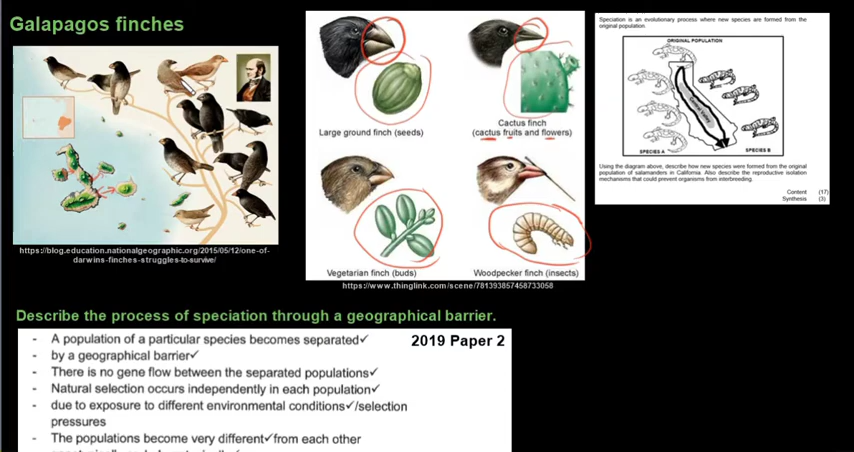 Galapagos finches
https://blog.education.nationalgeographic.org/2015/05/12/one-of-
darwins-finches-struggles-to-survive/
Large ground finch (seeds)
Cactus finch
(cactus fruits and flowers)
Vegetarian finch (buds)
Woodpecker finch (insects)
https://www.thinglink.com/scene/781393857458733058
Speciation is an evolutionary process where new species are formed from the
original population.
ORIGINAL POPULATION
Central Valley
SPECIES A
SPECIES B
Using the diagram above, describe how new species were formed from the original
population of salamanders in California. Also describe the reproductive isolation
mechanisms that could prevent organisms from interbreeding.
Content (17)
Synthesis (3)
Describe the process of speciation through a geographical barrier.
2019 Paper 2
- A population of a particular species becomes separated✓
- by a geographical barrier✓
- There is no gene flow between the separated populations✓
- Natural selection occurs independently in each population✓
- due to exposure to different environmental conditions✓/selection
pressures
- The populations become very different✓from each other